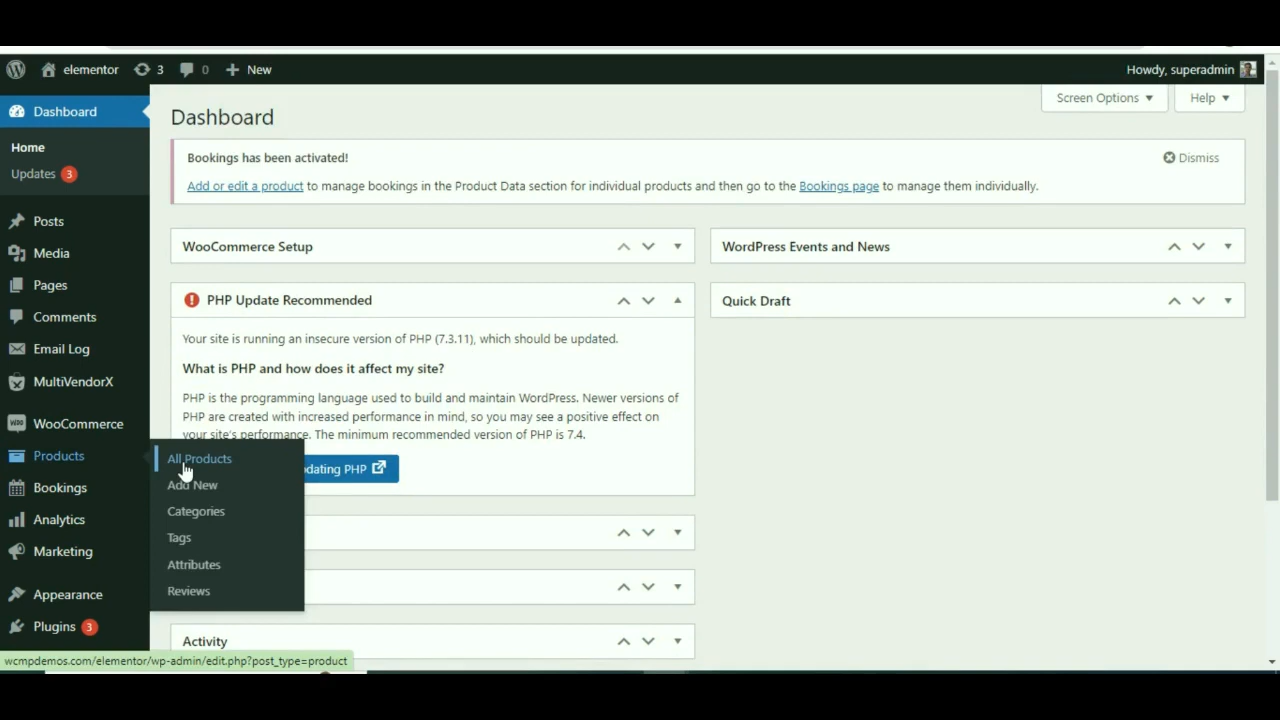 elementor 3 0 New Howdy, superadmin
Screen Options Help
Dashboard
Home
Updates 3
Posts
Media
Pages
Comments
Email Log
MultiVendorX
WooCommerce
Products
Bookings
Analytics
Marketing
Appearance
Plugins 3
All Products
Add New
Categories
Tags
Attributes
Reviews
Dashboard
Bookings has been activated! Dismiss
Add or edit a product to manage bookings in the Product Data section for individual products and then go to the Bookings page to manage them individually.
WooCommerce Setup
PHP Update Recommended
Your site is running an insecure version of PHP (7.3.11), which should be updated.
What is PHP and how does it affect my site?
PHP is the programming language used to build and maintain WordPress. Newer versions of
PHP are created with increased performance in mind, so you may see a positive effect on
your site's performance. The minimum recommended version of PHP is 7.4.
PHP
Activity
WordPress Events and News
Quick Draft
wcmpdemos.com/elementor/wp-admin/edit.php?post_type=product